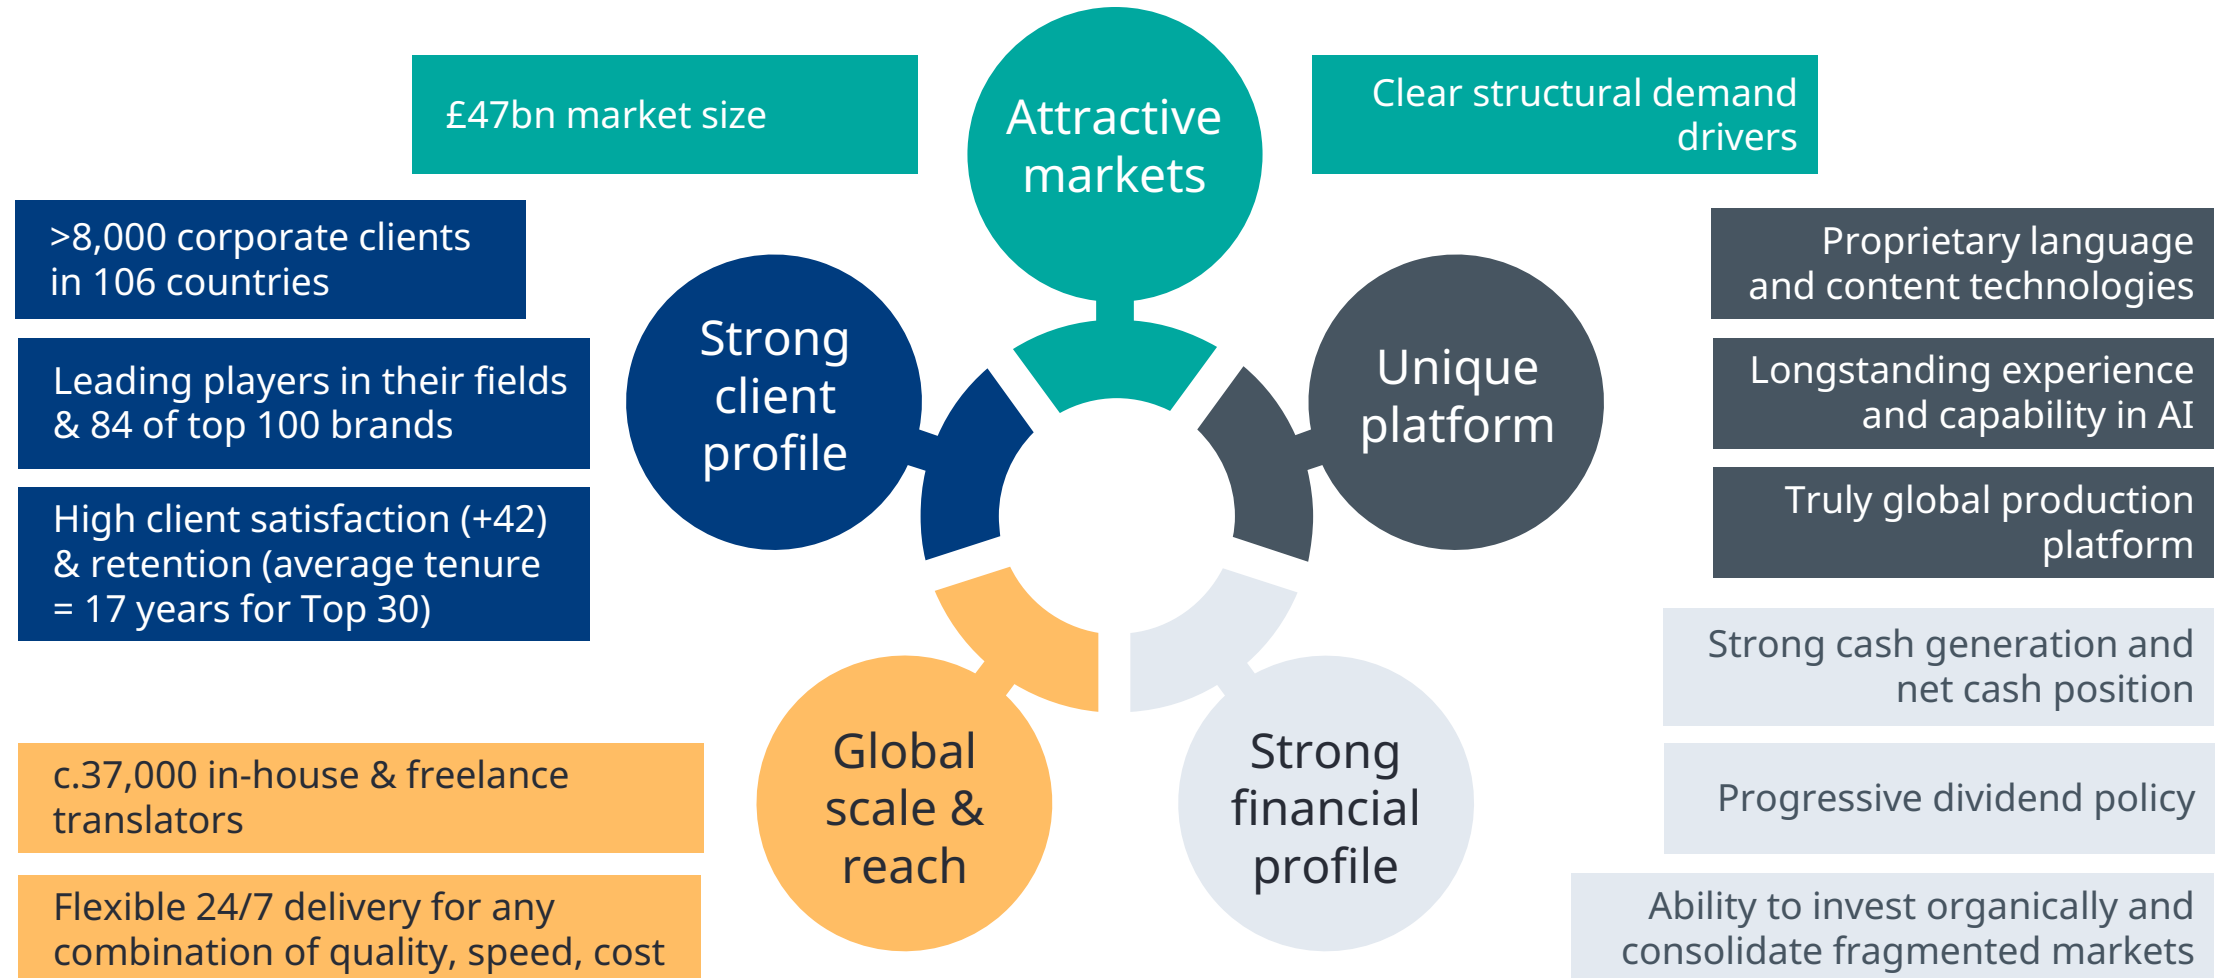 £47bn market size
Attractive
markets
Clear structural demand
drivers
>8,000 corporate clients
in 106 countries
Leading players in their fields
& 84 of top 100 brands
High client satisfaction (+42)
& retention (average tenure
= 17 years for Top 30)
Strong
client
profile
Unique
platform
Proprietary language
and content technologies
Longstanding experience
and capability in AI
Truly global production
platform
c.37,000 in-house & freelance
translators
Flexible 24/7 delivery for any
combination of quality, speed, cost
Global
scale &
reach
Strong
financial
profile
Strong cash generation and
net cash position
Progressive dividend policy
Ability to invest organically and
consolidate fragmented markets